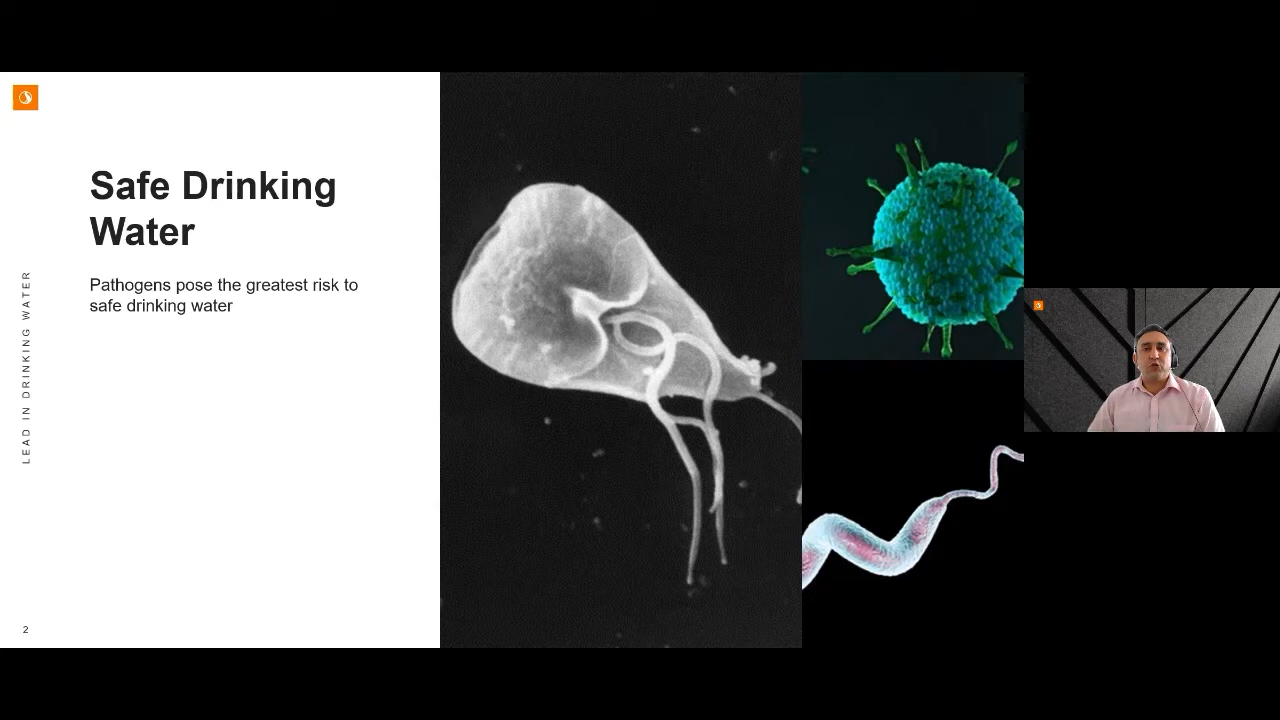 Safe Drinking
Water
Pathogens pose the greatest risk to
safe drinking water
LEAD IN DRINKING WATER
2